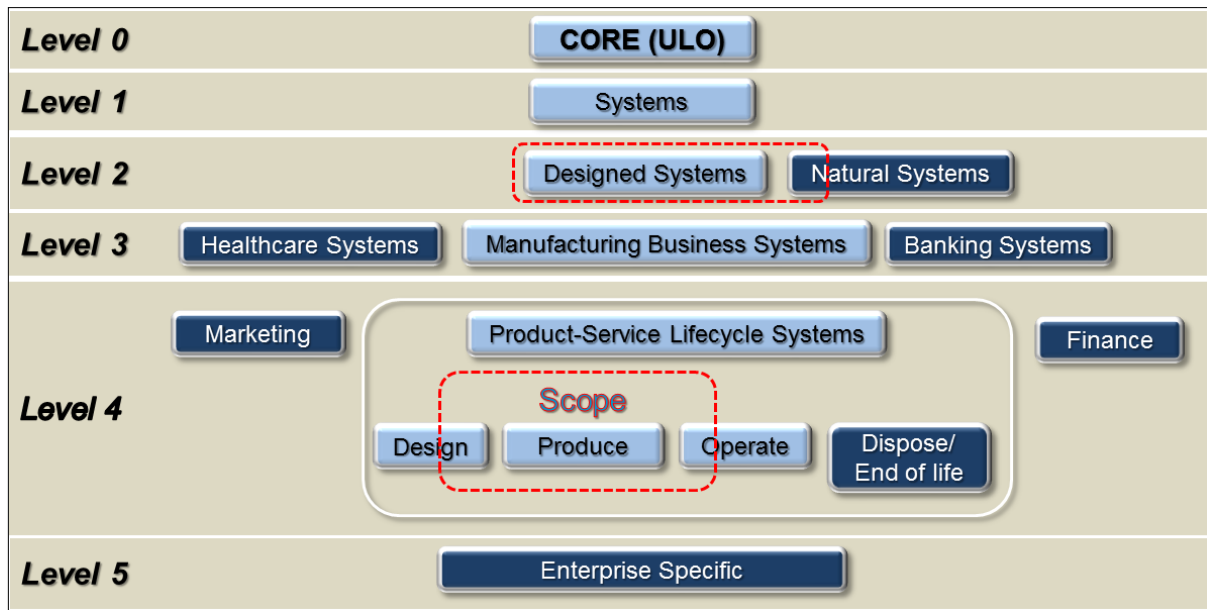 Level 0
CORE (ULO)
Level 1
Systems
Level 2
Designed Systems
Natural Systems
Level 3
Healthcare Systems
Manufacturing Business Systems
Banking Systems
Level 4
Marketing
Product-Service Lifecycle Systems
Finance
Scope
Design
Produce
Operate
Dispose/
End of life
Level 5
Enterprise Specific